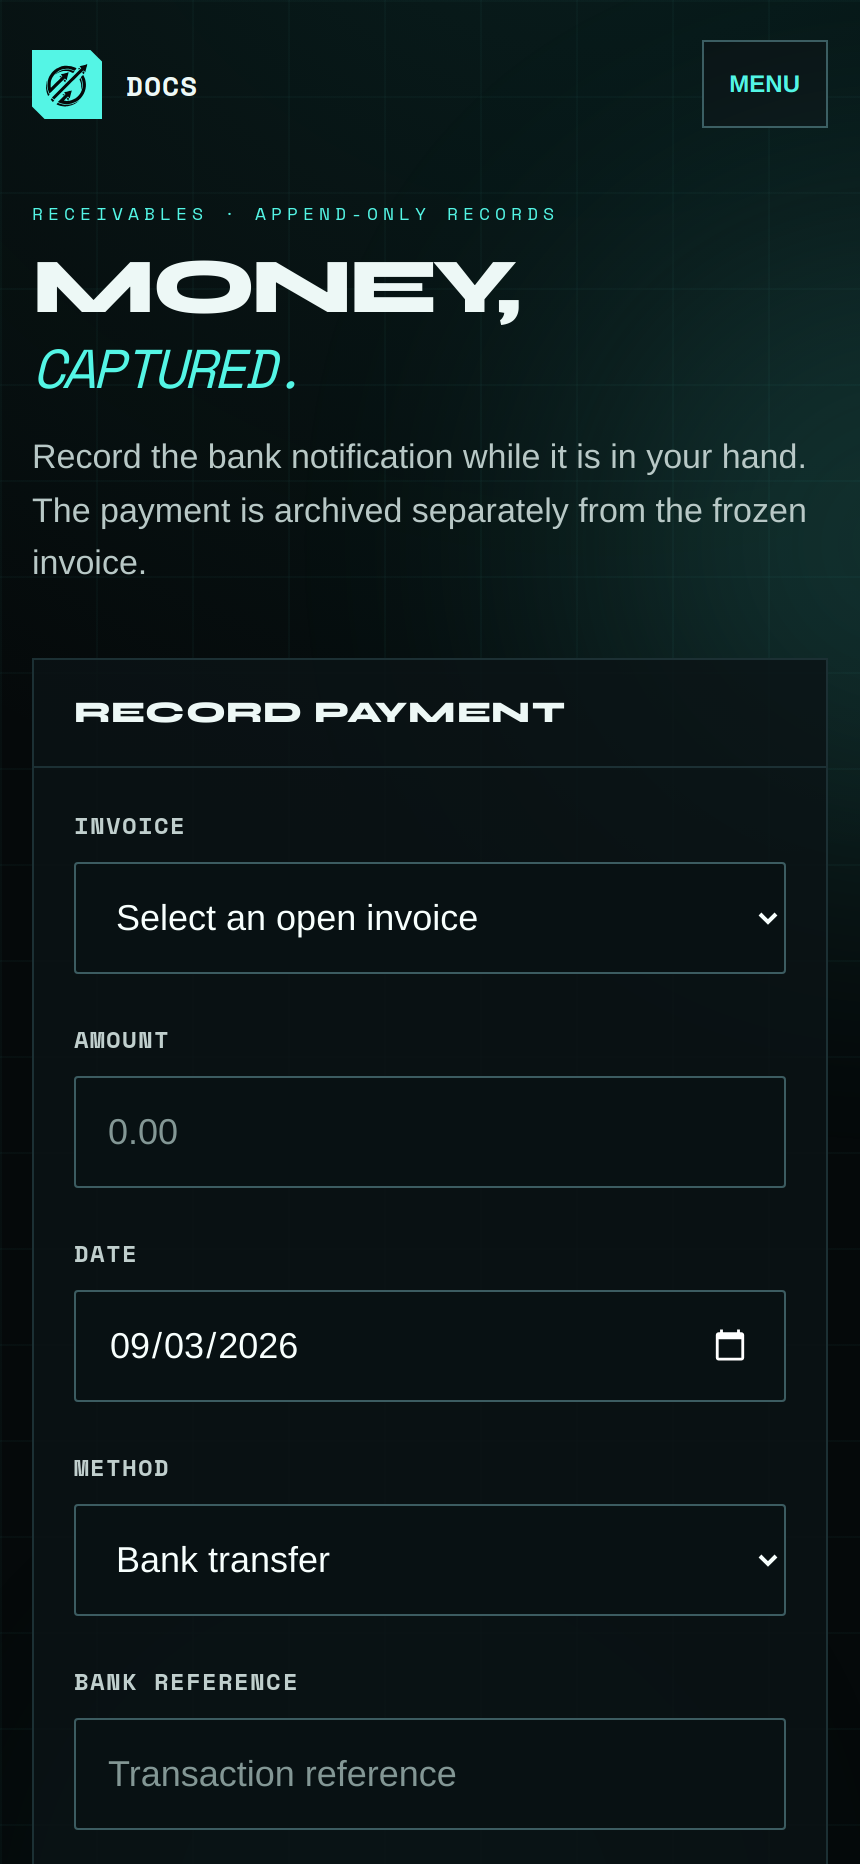 DOCS
MENU
RECEIVABLES · APPEND-ONLY RECORDS
MONEY,
CAPTURED.
Record the bank notification while it is in your hand.
The payment is archived separately from the frozen
invoice.
RECORD PAYMENT
INVOICE
Select an open invoice
AMOUNT
0.00
DATE
09/03/2026
METHOD
Bank transfer
BANK REFERENCE
Transaction reference